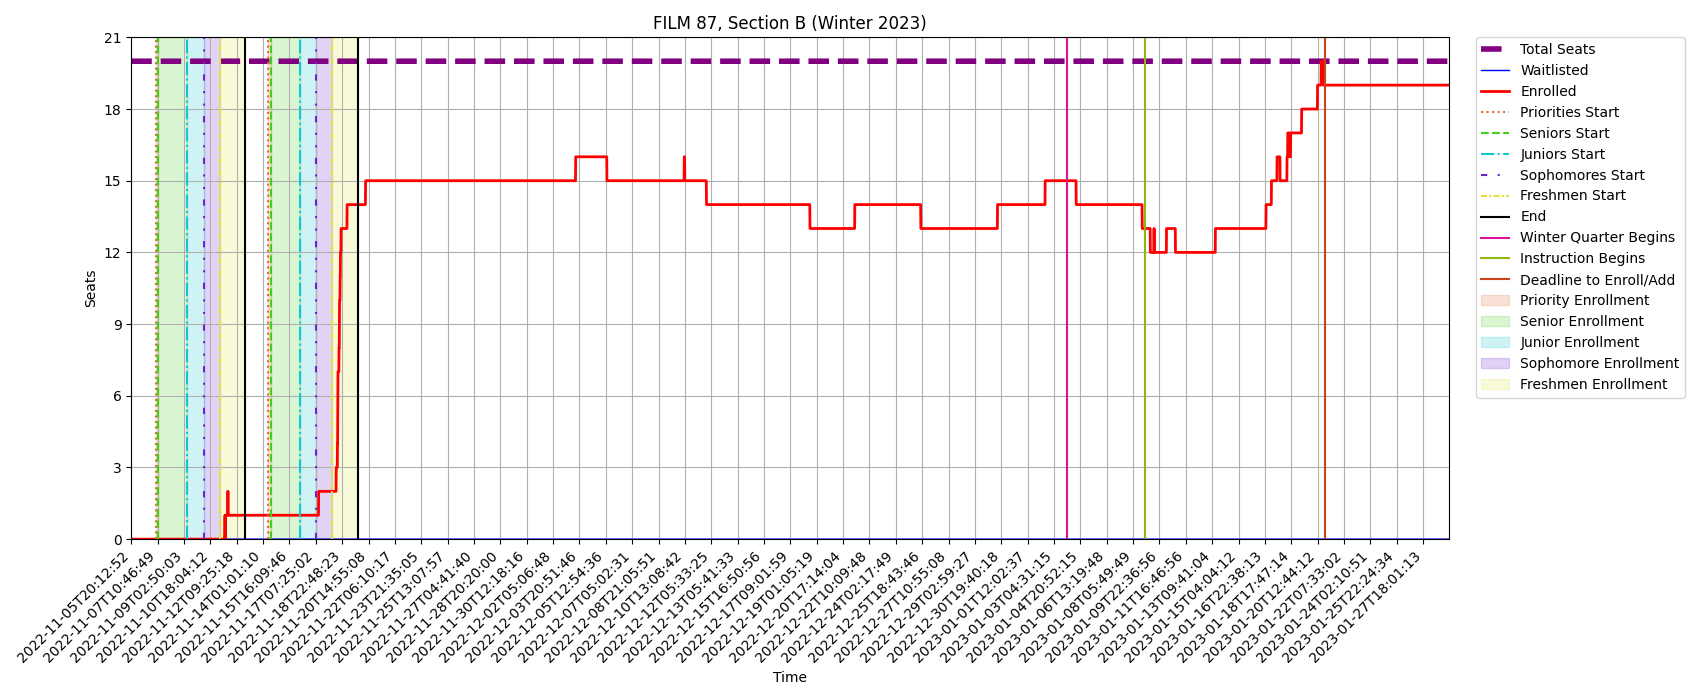 FILM 87, Section B (Winter 2023)
21
18
15
12
9
6
3
0
Seats
2022-11-05T20:12:52
2022-11-07T10:46:49
2022-11-09T02:50:03
2022-11-10T18:04:12
2022-11-12T09:25:18
2022-11-14T01:01:10
2022-11-15T16:09:46
2022-11-17T07:25:02
2022-11-18T22:48:23
2022-11-20T14:55:08
2022-11-22T06:10:17
2022-11-23T21:35:05
2022-11-25T13:07:57
2022-11-27T04:41:40
2022-11-28T20:20:00
2022-11-30T12:18:16
2022-12-02T05:06:48
2022-12-03T20:51:46
2022-12-05T12:54:36
2022-12-07T05:02:31
2022-12-08T21:05:51
2022-12-10T13:08:42
2022-12-12T05:33:25
2022-12-13T05:41:33
2022-12-15T16:50:56
2022-12-17T09:01:59
2022-12-19T01:05:19
2022-12-20T17:14:04
2022-12-22T10:09:48
2022-12-24T02:17:49
2022-12-25T18:43:46
2022-12-27T10:55:08
2022-12-29T02:59:27
2022-12-30T19:40:18
2023-01-01T12:02:37
2023-01-03T04:31:15
2023-01-04T20:52:15
2023-01-06T13:19:48
2023-01-08T05:49:49
2023-01-09T22:36:56
2023-01-11T16:46:50
2023-01-13T09:41:04
2023-01-15T04:04:12
2023-01-16T22:38:13
2023-01-18T17:47:14
2023-01-20T12:44:12
2023-01-22T07:33:02
2023-01-24T02:10:51
2023-01-25T22:24:34
2023-01-27T18:01:13
Time
Total Seats
Waitlisted
Enrolled
Priorities Start
Seniors Start
Juniors Start
Sophomores Start
Freshmen Start
End
Winter Quarter Begins
Instruction Begins
Deadline to Enroll/Add
Priority Enrollment
Senior Enrollment
Junior Enrollment
Sophomore Enrollment
Freshmen Enrollment